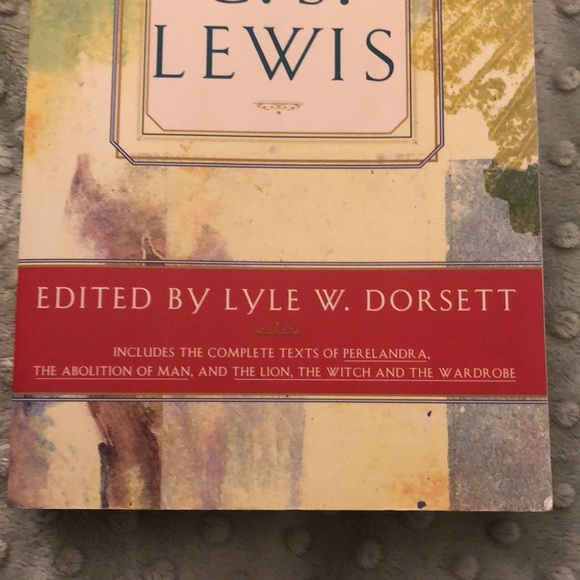 C. S.
LEWIS
EDITED BY LYLE W. DORSETT
INCLUDES THE COMPLETE TEXTS OF PERELANDRA,
THE ABOLITION OF MAN, AND THE LION, THE WITCH AND THE WARDROBE